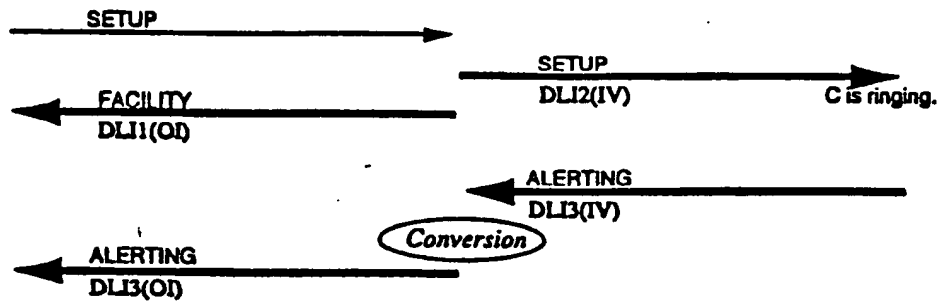 SETUP
SETUP
DLI2(IV)
C is ringing.
FACILITY
DLI1(OI)
ALERTING
DLI3(IV)
Conversion
ALERTING
DLI3(OI)